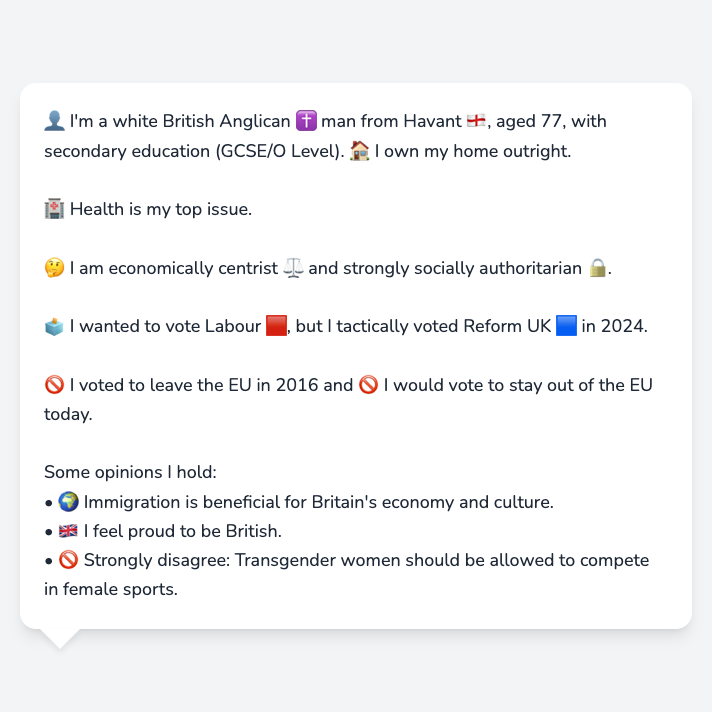 👤 I'm a white British Anglican ✝️ man from Havant 🏴󠁧󠁢󠁥󠁮󠁧󠁿, aged 77, with
secondary education (GCSE/O Level). 🏠 I own my home outright.
🏥 Health is my top issue.
🤔 I am economically centrist ⚖️ and strongly socially authoritarian 🔒.
🗳️ I wanted to vote Labour 🟥, but I tactically voted Reform UK 🟦 in 2024.
🚫 I voted to leave the EU in 2016 and 🚫 I would vote to stay out of the EU
today.
Some opinions I hold:
• 🌍 Immigration is beneficial for Britain's economy and culture.
• 🇬🇧 I feel proud to be British.
• 🚫 Strongly disagree: Transgender women should be allowed to compete
in female sports.